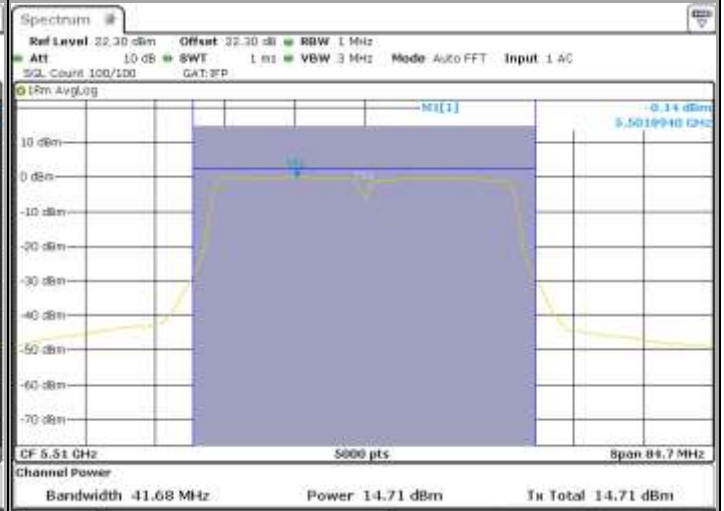 Spectrum
Ref Level 22.30 dBm Offset 22.30 dB RBW 1 MHz
Att 10 dB SWT 1 ms VBW 3 MHz Mode Auto FFT Input 1 AC
SGL Count 100/100 GAT:IFP
1Rm AvgLog
M1[1] -0.14 dBm
5.5018940 GHz
10 dBm
0 dBm
-10 dBm
-20 dBm
-30 dBm
-40 dBm
-50 dBm
-60 dBm
-70 dBm
CF 5.51 GHz 5000 pts Span 84.7 MHz
Channel Power
Bandwidth 41.68 MHz Power 14.71 dBm Tx Total 14.71 dBm